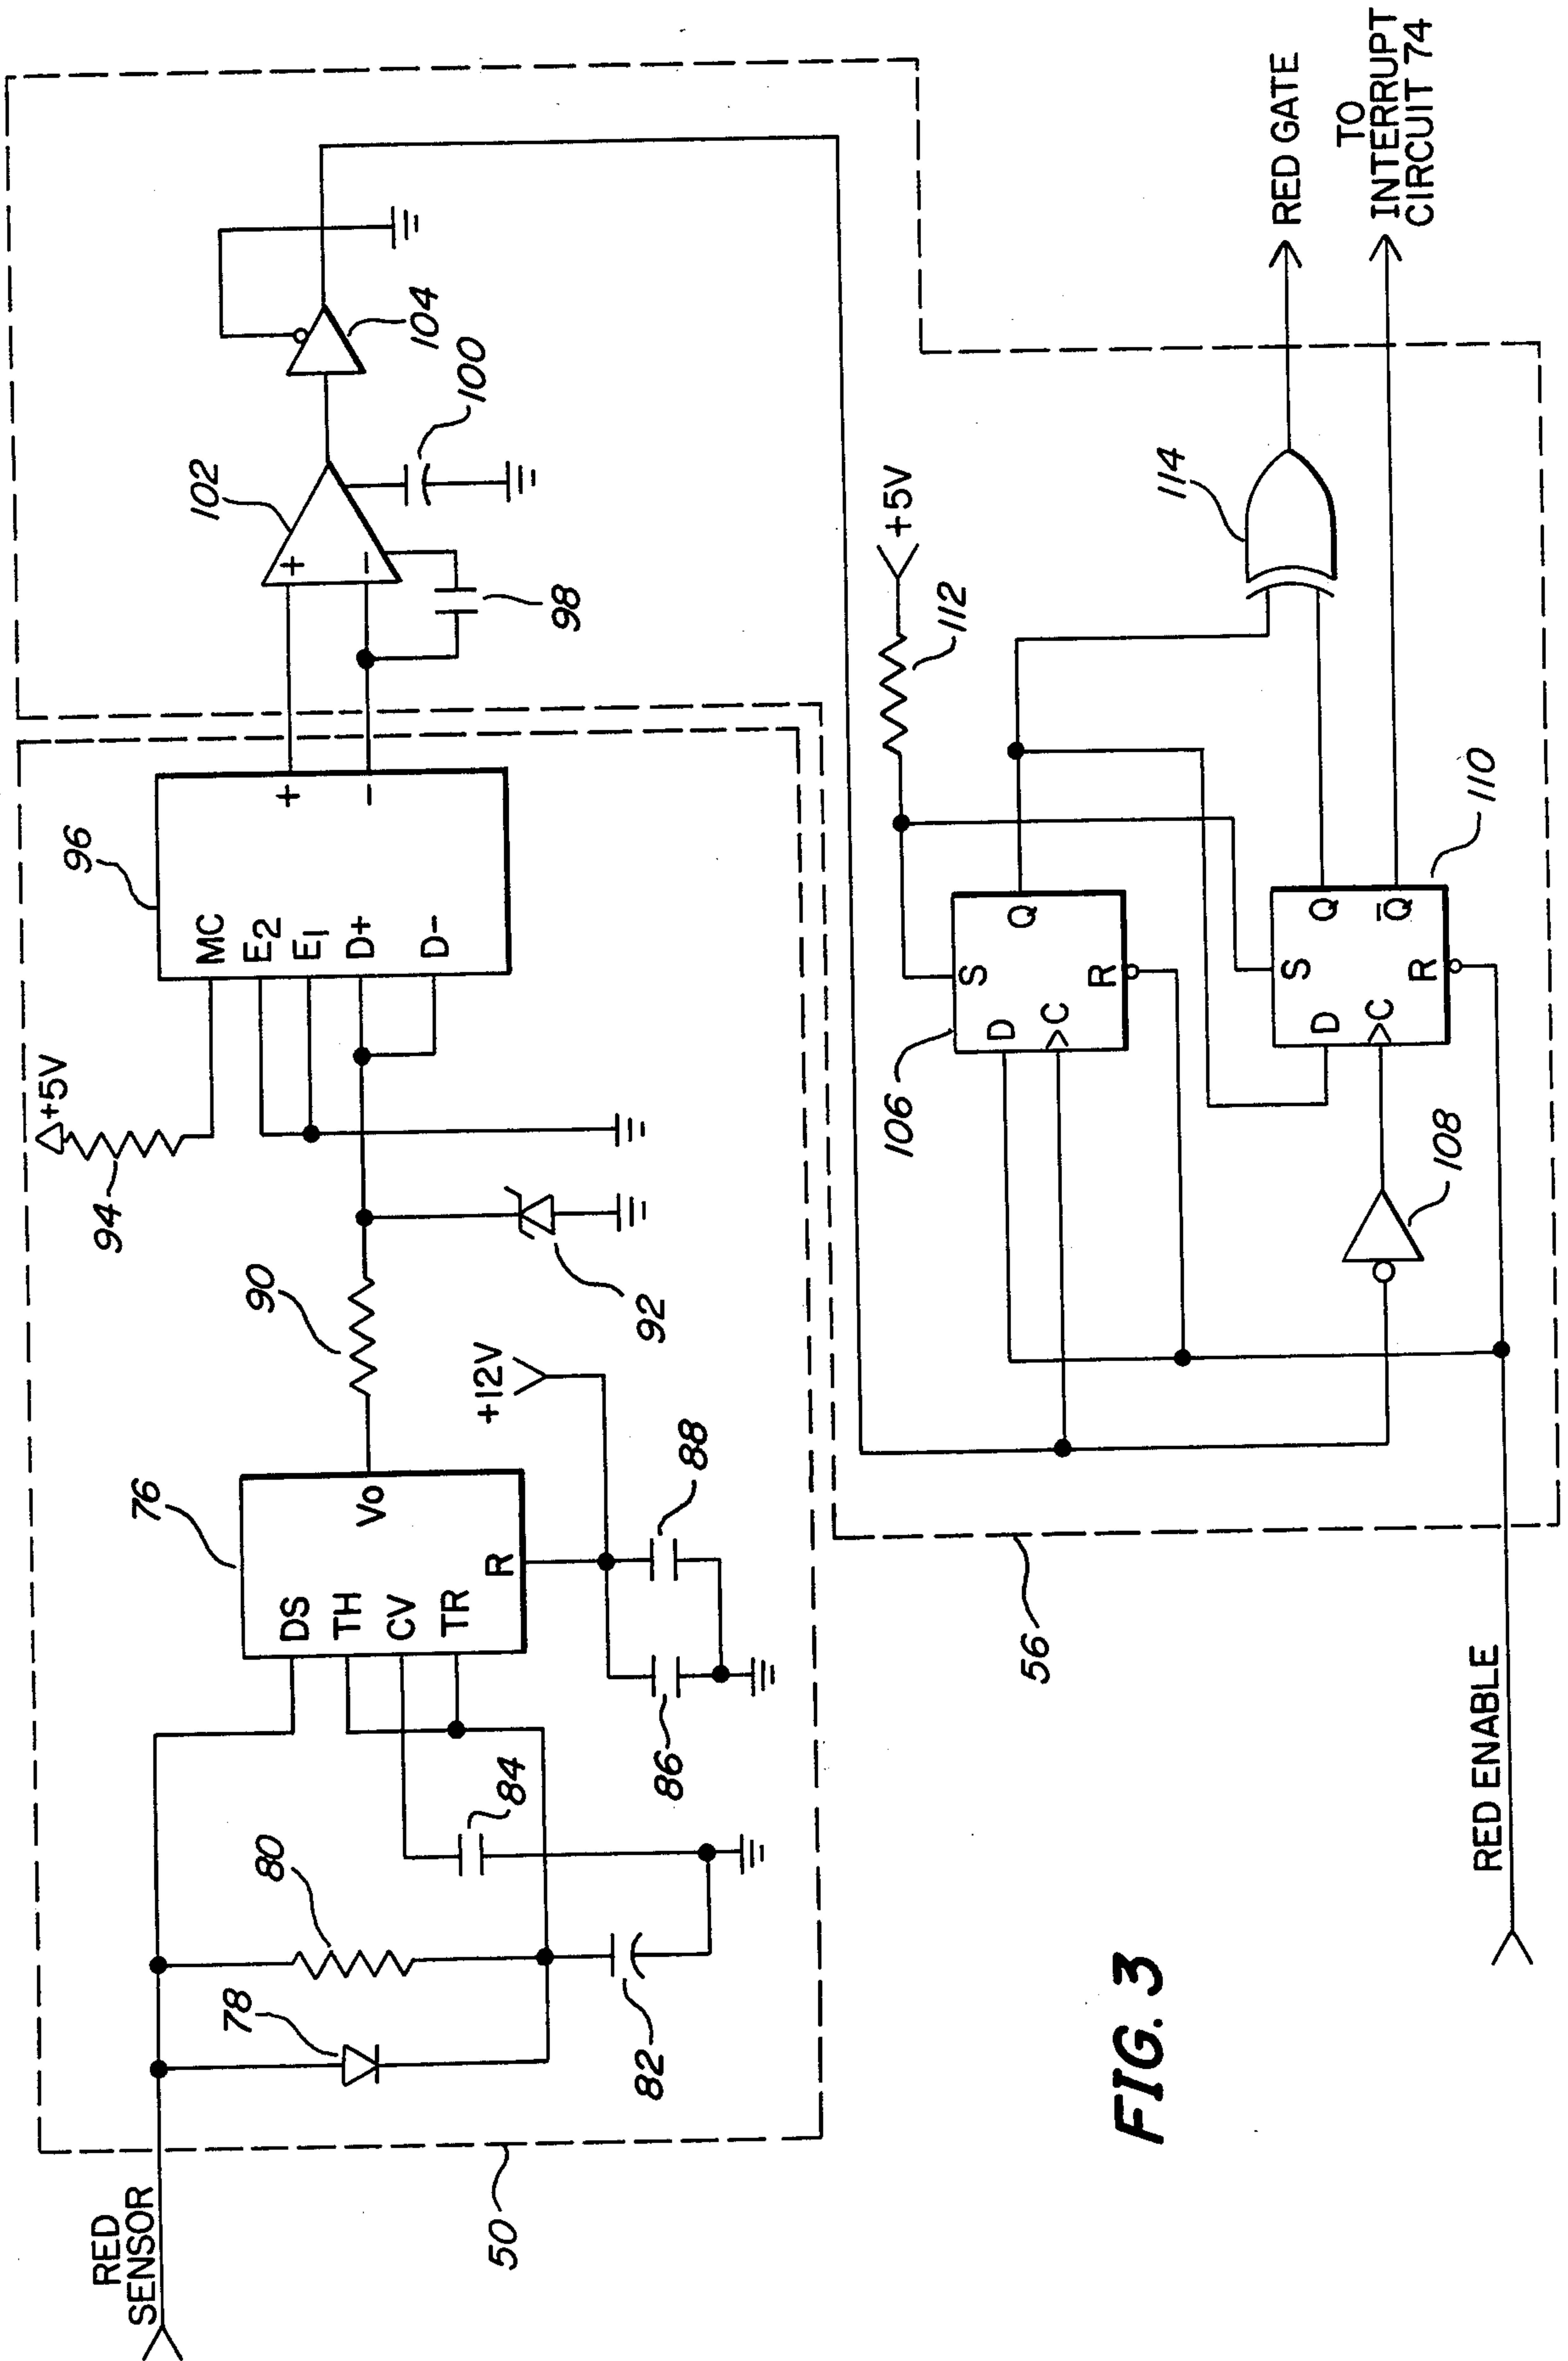 RED
SENSOR
50
78
80
82
84
DS
TH
CV
TR
R
Vo
76
86
88
+12V
90
92
94
+5V
MC
E2
E1
D+
D-
+
−
96
98
+
−
102
100
104
56
RED ENABLE
106
D
C
S
R
Q
108
D
C
S
R
Q
Q̅
110
112
+5V
114
RED GATE
TO
INTERRUPT
CIRCUIT 74
FIG. 3